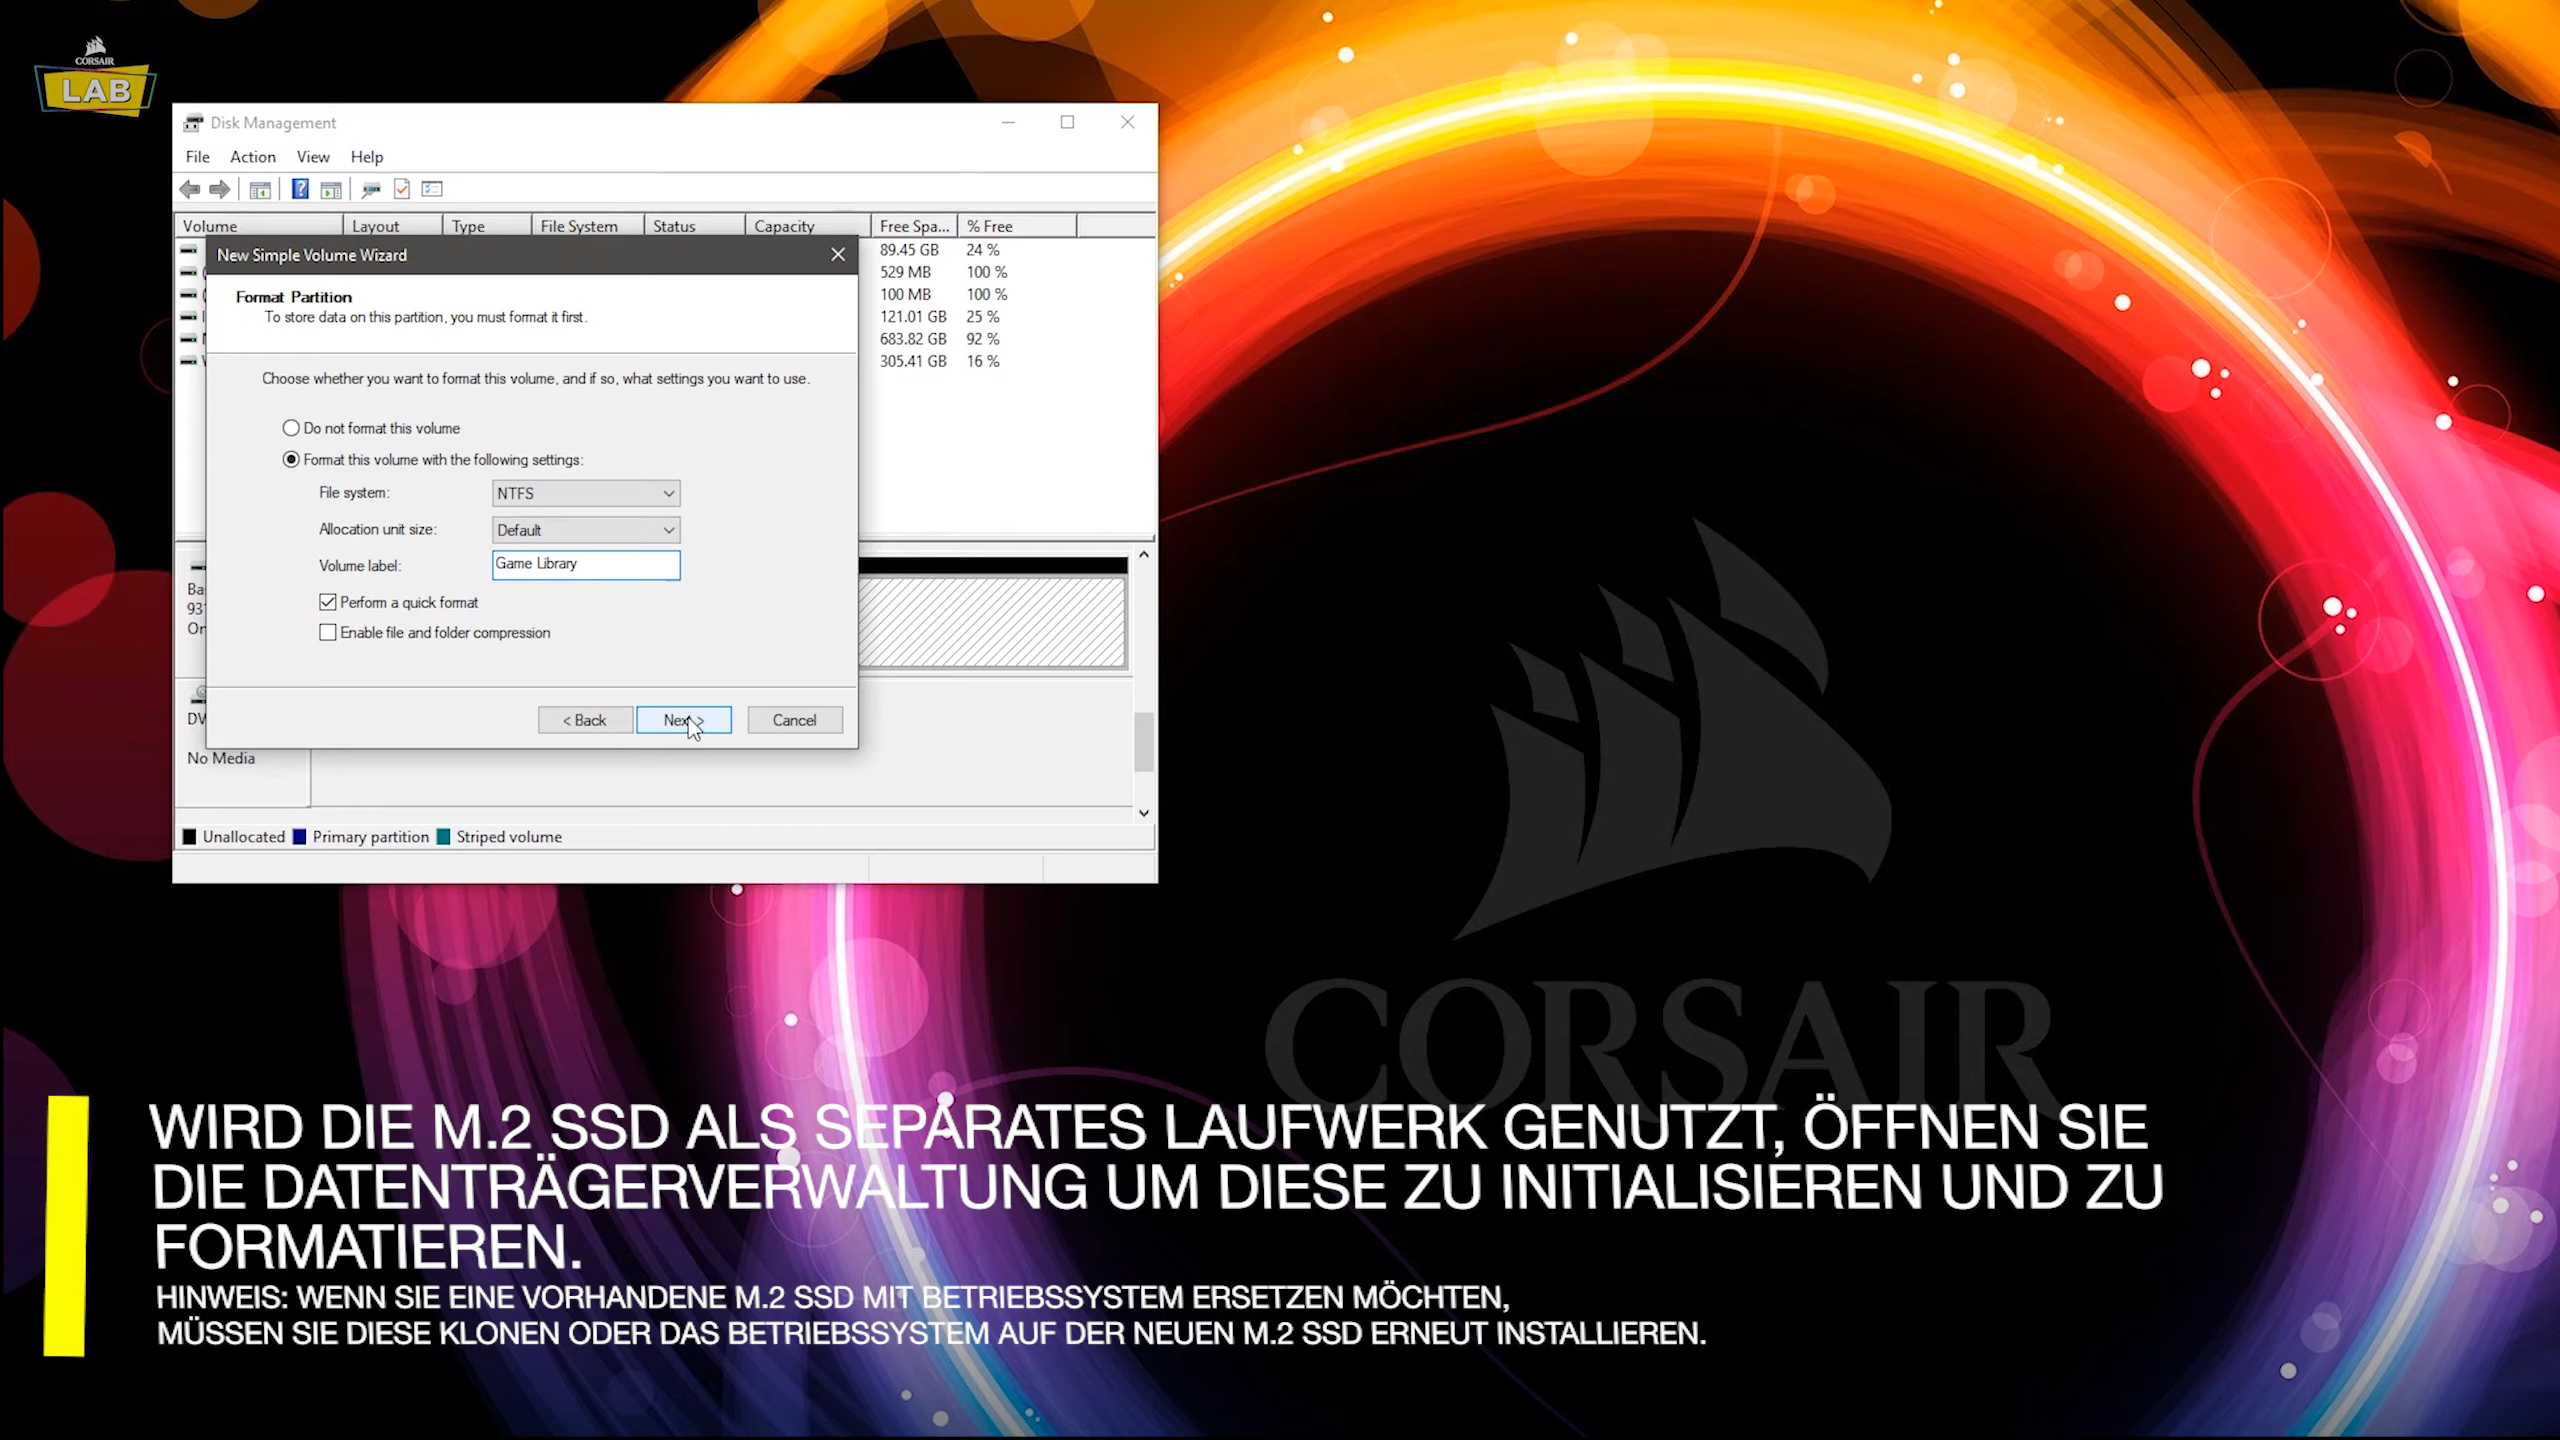 CORSAIR
LAB
Disk Management
File Action View Help
Volume Layout Type File System Status Capacity Free Spa... % Free
89.45 GB 24 %
529 MB 100 %
100 MB 100 %
121.01 GB 25 %
683.82 GB 92 %
305.41 GB 16 %
New Simple Volume Wizard
Format Partition
To store data on this partition, you must format it first.
Choose whether you want to format this volume, and if so, what settings you want to use.
Do not format this volume
Format this volume with the following settings:
File system: NTFS
Allocation unit size: Default
Volume label: Game Library
Perform a quick format
Enable file and folder compression
< Back Next > Cancel
No Media
Unallocated Primary partition Striped volume
CORSAIR
WIRD DIE M.2 SSD ALS SEPARATES LAUFWERK GENUTZT, ÖFFNEN SIE
DIE DATENTRÄGERVERWALTUNG UM DIESE ZU INITIALISIEREN UND ZU
FORMATIEREN.
HINWEIS: WENN SIE EINE VORHANDENE M.2 SSD MIT BETRIEBSSYSTEM ERSETZEN MÖCHTEN,
MÜSSEN SIE DIESE KLONEN ODER DAS BETRIEBSSYSTEM AUF DER NEUEN M.2 SSD ERNEUT INSTALLIEREN.